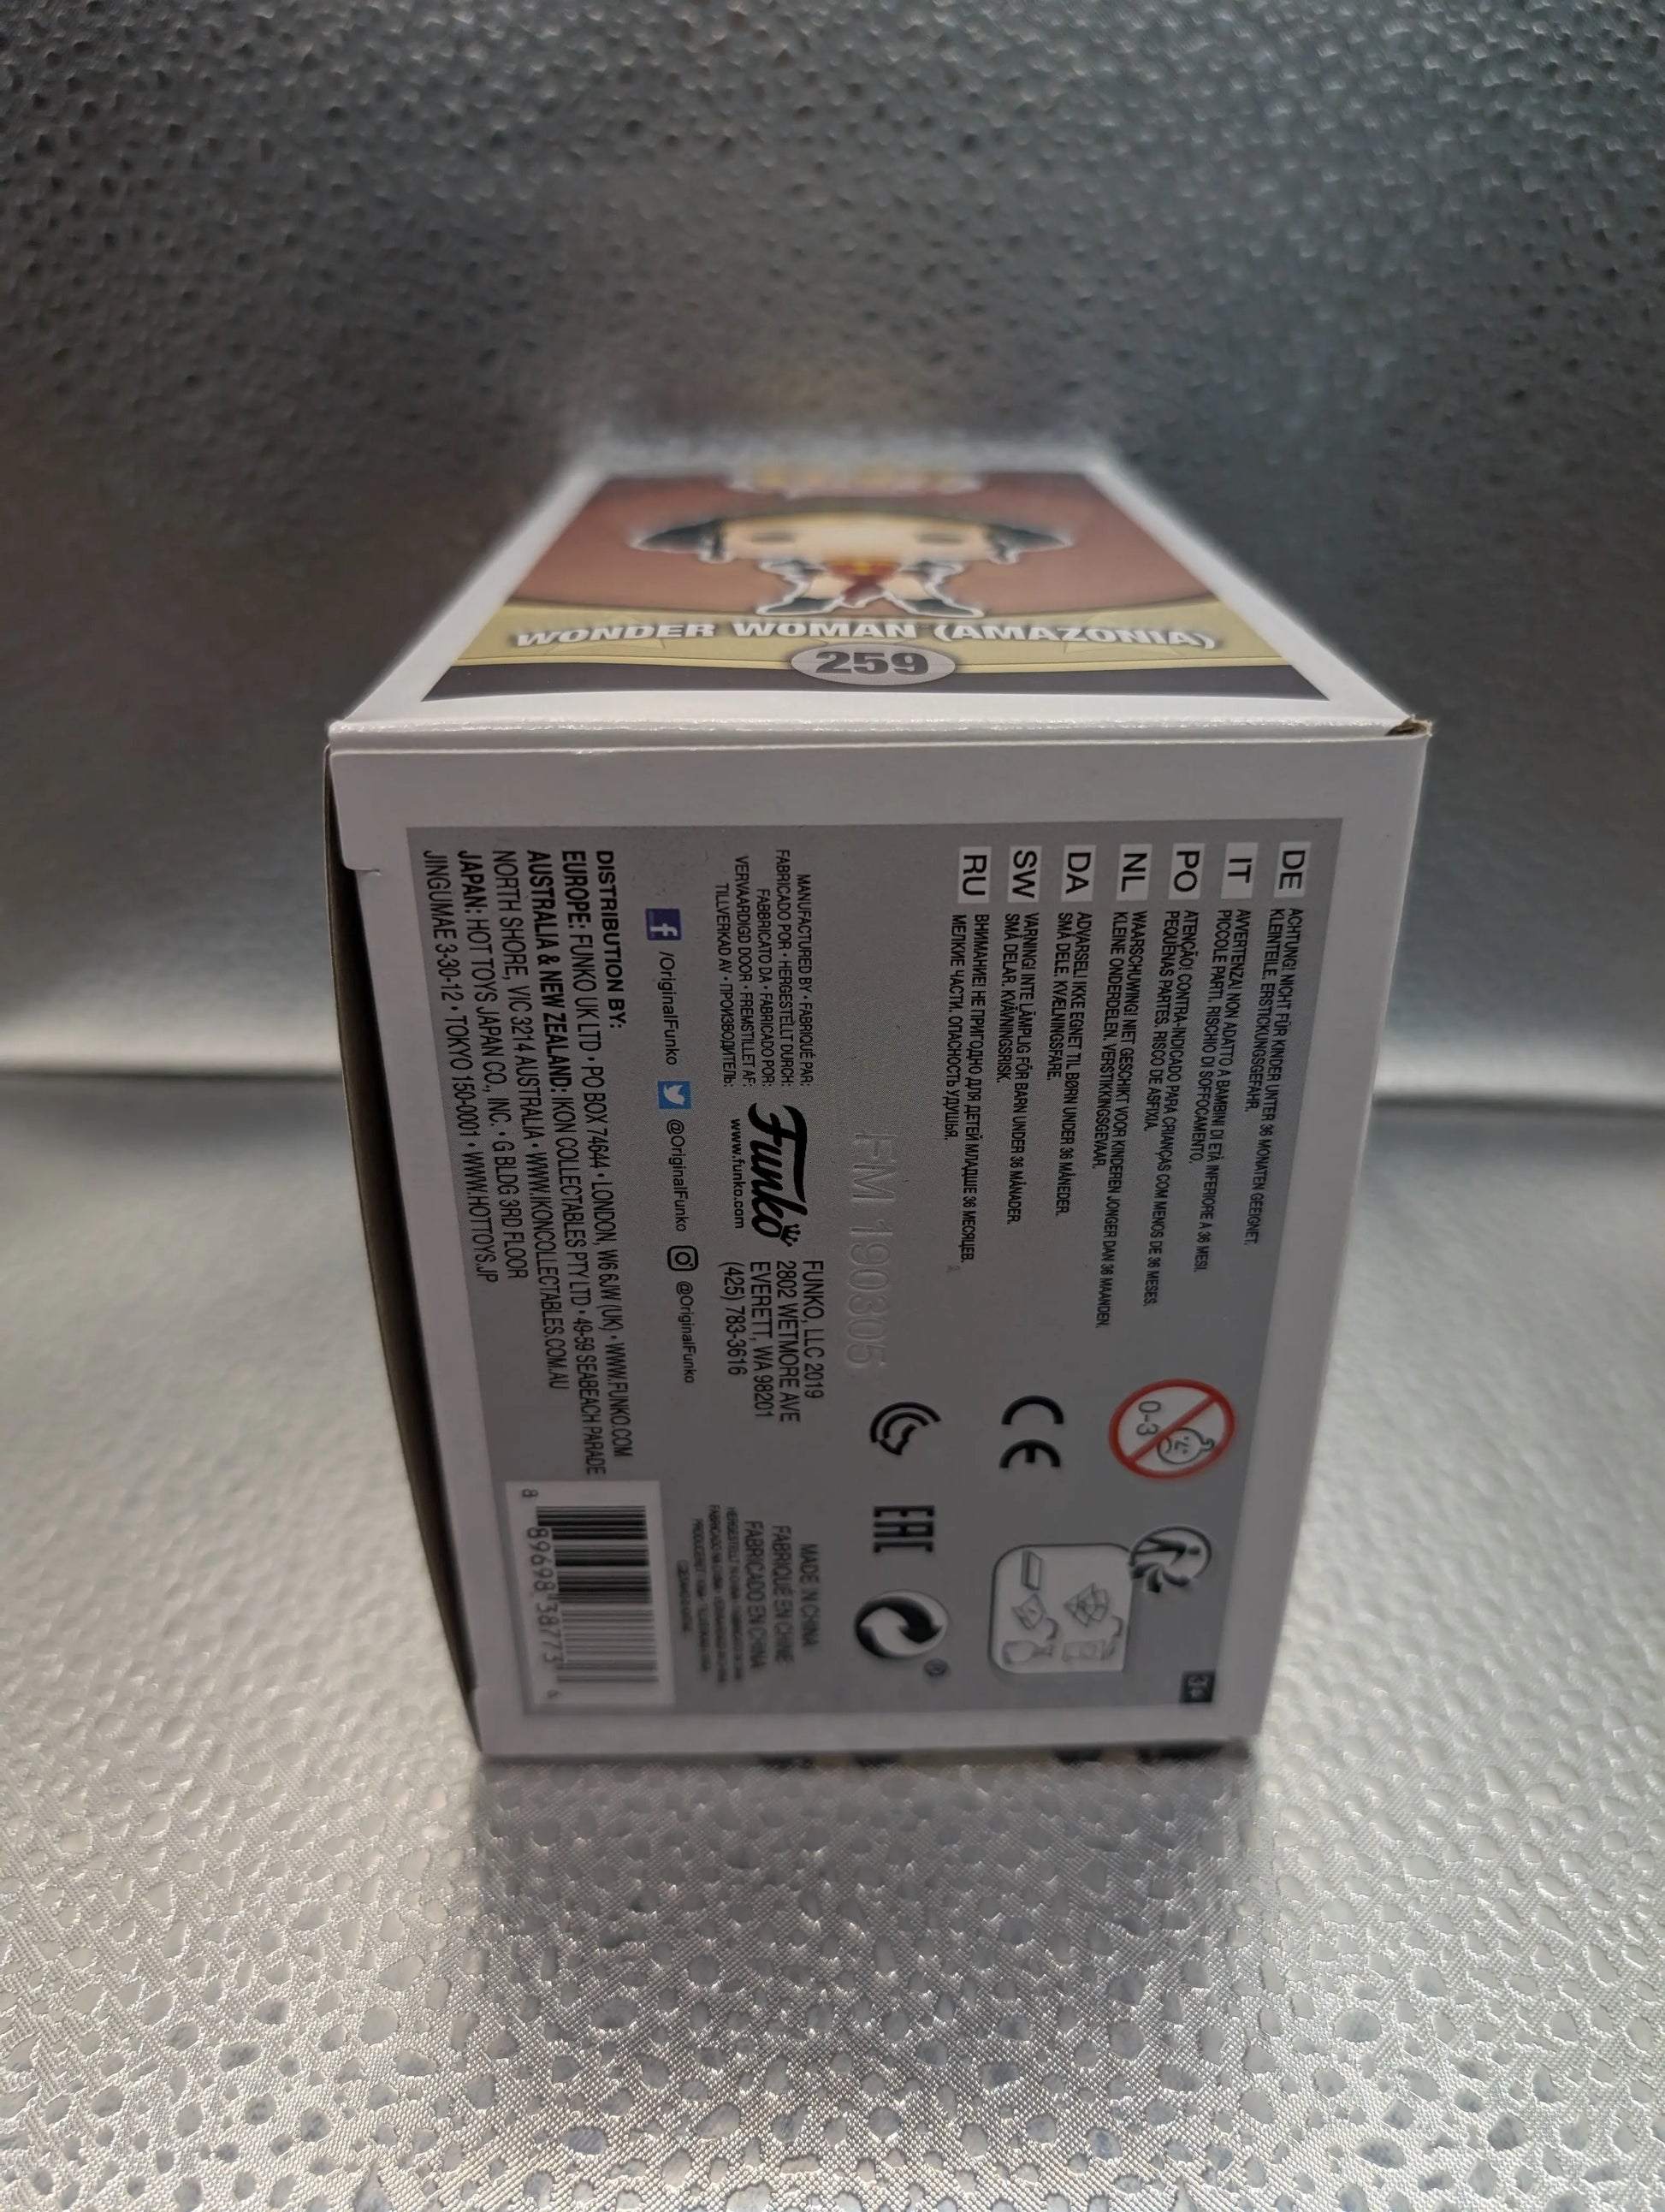 WONDER WOMAN (AMAZONIA)
259
DE ACHTUNG! NICHT FÜR KINDER UNTER 36 MONATEN GEEIGNET.
KLEINTEILE. ERSTICKUNGSGEFAHR.
IT AVVERTENZA! NON ADATTO A BAMBINI DI ETÀ INFERIORE A 36 MESI.
PICCOLE PARTI. RISCHIO DI SOFFOCAMENTO.
PO ATENÇÃO! CONTRA-INDICADO PARA CRIANÇAS COM MENOS DE 36 MESES.
PEQUENAS PARTES. RISCO DE ASFIXIA.
NL WAARSCHUWING! NIET GESCHIKT VOOR KINDEREN JONGER DAN 36 MAANDEN.
KLEINE ONDERDELEN. VERSTIKKINGSGEVAAR.
DA ADVARSEL! IKKE EGNET TIL BØRN UNDER 36 MÅNEDER.
SMÅ DELE. KVÆLNINGSFARE.
SW VARNING! INTE LÄMPLIG FÖR BARN UNDER 36 MÅNADER.
SMÅ DELAR. KVÄVNINGSRISK.
RU ВНИМАНИЕ! НЕ ПРИГОДНО ДЛЯ ДЕТЕЙ МЛАДШЕ 36 МЕСЯЦЕВ.
МЕЛКИЕ ЧАСТИ. ОПАСНОСТЬ УДУШЬЯ.
0-3
3+
CE
EAC
®
FM 190305
MANUFACTURED BY • FABRIQUÉ PAR:
FABRICADO POR • HERGESTELLT DURCH:
FABBRICATO DA • FABRICADO POR:
VERVAARDIGD DOOR • FREMSTILLET AF:
TILLVERKAD AV • ПРОИЗВОДИТЕЛЬ:
Funko
www.funko.com
FUNKO, LLC 2019
2802 WETMORE AVE
EVERETT, WA 98201
(425) 783-3616
MADE IN CHINA
FABRIQUÉ EN CHINE
FABRICADO EN CHINA
f /OriginalFunko @OriginalFunko @OriginalFunko
DISTRIBUTION BY:
EUROPE: FUNKO UK LTD • PO BOX 74644 • LONDON, W6 6JW (UK) • WWW.FUNKO.COM
AUSTRALIA & NEW ZEALAND: IKON COLLECTABLES PTY LTD • 49-59 SEABEACH PARADE
NORTH SHORE, VIC 3214 AUSTRALIA • WWW.IKONCOLLECTABLES.COM.AU
JAPAN: HOT TOYS JAPAN CO., INC. • G BLDG 3RD FLOOR
JINGUMAE 3-30-12 • TOKYO 150-0001 • WWW.HOTTOYS.JP
8 89698 38773